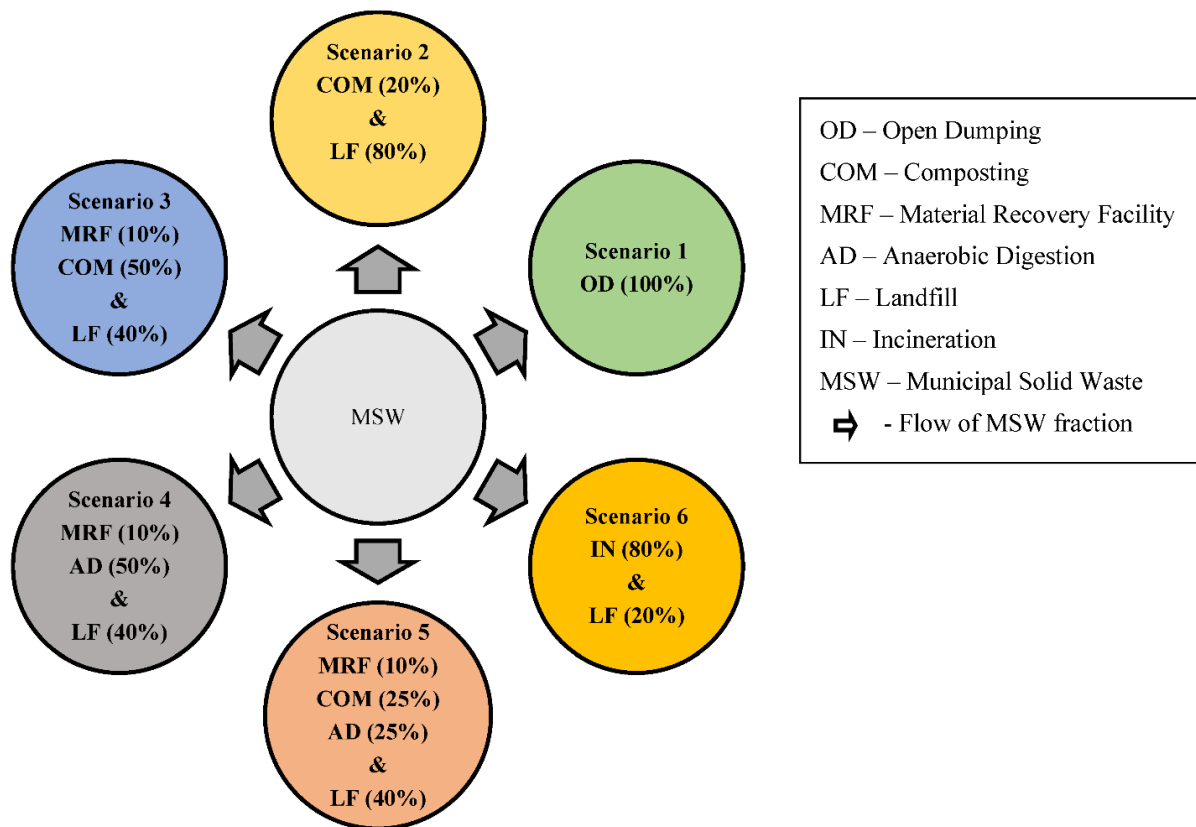 Scenario 2
COM (20%)
&
LF (80%)
Scenario 3
MRF (10%)
COM (50%)
&
LF (40%)
Scenario 1
OD (100%)
MSW
Scenario 4
MRF (10%)
AD (50%)
&
LF (40%)
Scenario 6
IN (80%)
&
LF (20%)
Scenario 5
MRF (10%)
COM (25%)
AD (25%)
&
LF (40%)
OD – Open Dumping
COM – Composting
MRF – Material Recovery Facility
AD – Anaerobic Digestion
LF – Landfill
IN – Incineration
MSW – Municipal Solid Waste
- Flow of MSW fraction